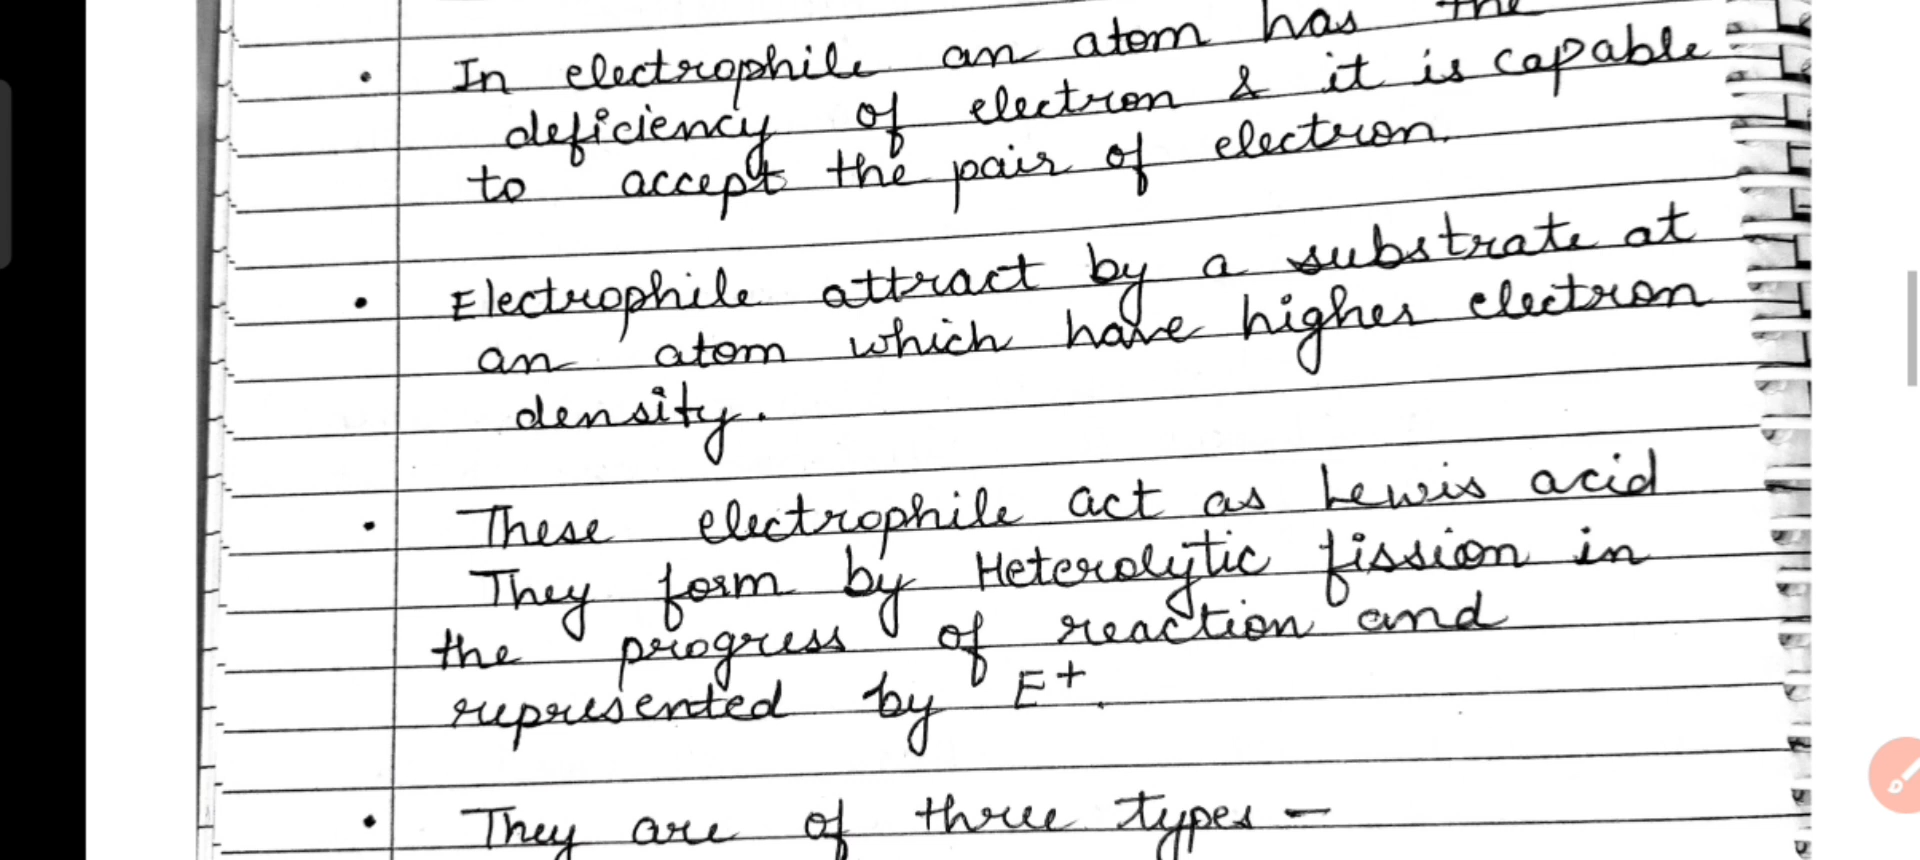 In electrophile an atom has the
deficiency of electron & it is capable
to accept the pair of electron.
Electrophile attract by a substrate at
an atom which have higher electron
density.
These electrophile act as Lewis acid
They form by Heterolytic fission in
the progress of reaction and
represented by E+.
They are of three types –